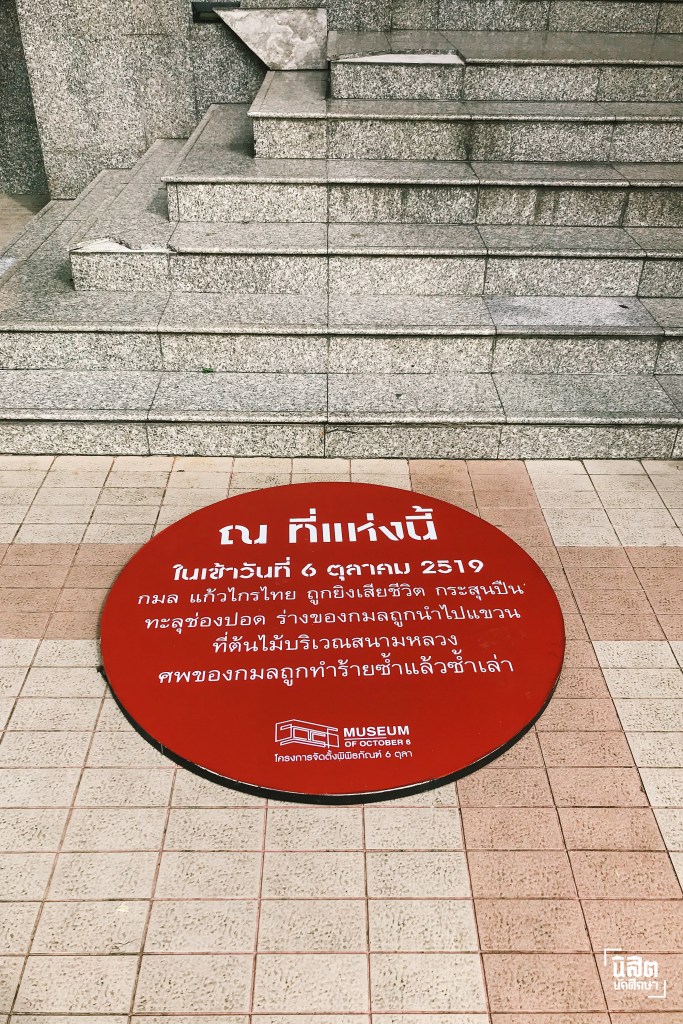 ณ ที่แห่งนี้
ในเช้าวันที่ 6 ตุลาคม 2519
กมล แก้วไกรไทย ถูกยิงเสียชีวิต กระสุนปืน
ทะลุช่องปอด ร่างของกมลถูกนำไปแขวน
ที่ต้นไม้บริเวณสนามหลวง
ศพของกมลถูกทำร้ายซ้ำแล้วซ้ำเล่า
MUSEUM
OF OCTOBER 6
โครงการจัดตั้งพิพิธภัณฑ์ 6 ตุลา
นิสิต
นักศึกษา